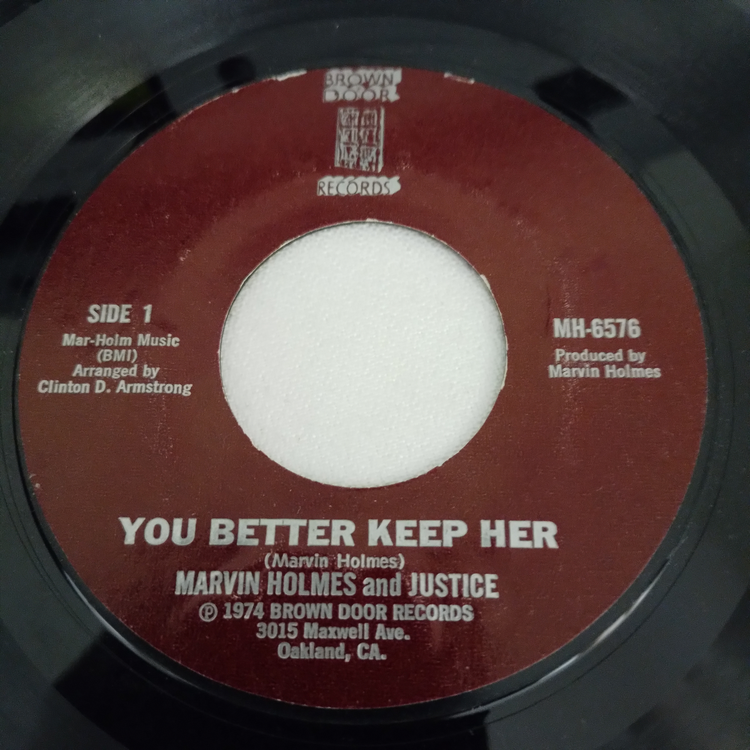 BROWN
DOOR
RECORDS
SIDE 1
Mar-Holm Music
(BMI)
Arranged by
Clinton D. Armstrong
MH-6576
Produced by
Marvin Holmes
YOU BETTER KEEP HER
(Marvin Holmes)
MARVIN HOLMES and JUSTICE
℗ 1974 BROWN DOOR RECORDS
3015 Maxwell Ave.
Oakland, CA.